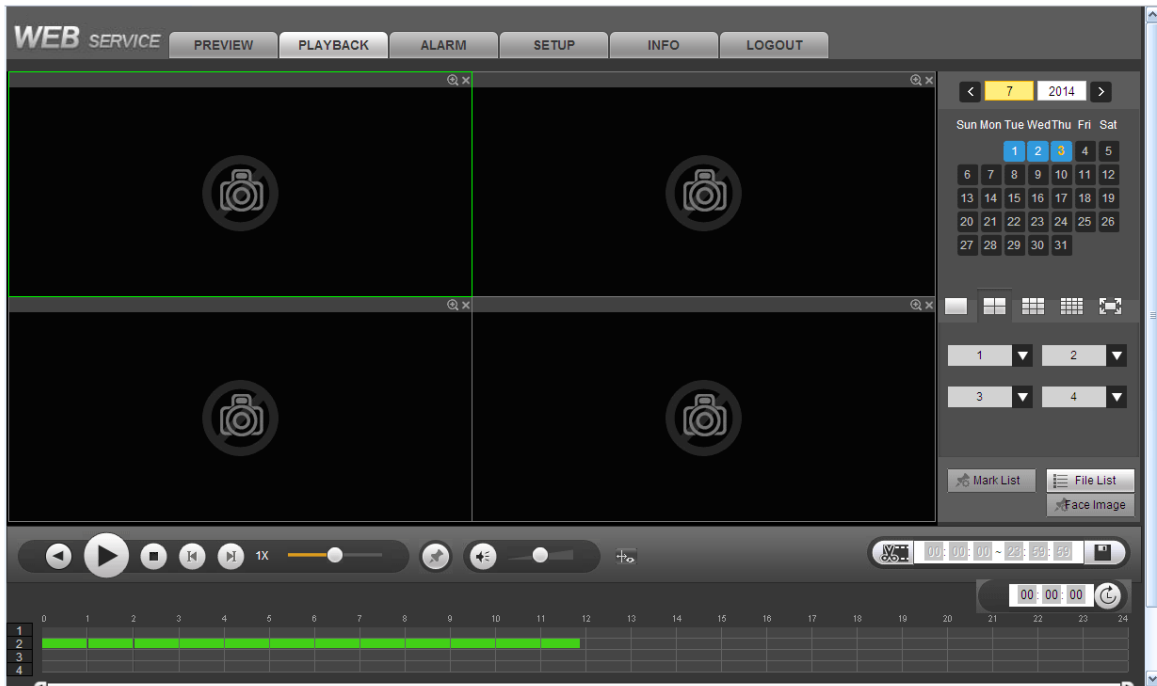 WEB SERVICE PREVIEW PLAYBACK ALARM SETUP INFO LOGOUT
7 2014
Sun Mon Tue Wed Thu Fri Sat
1 2 3 4 5
6 7 8 9 10 11 12
13 14 15 16 17 18 19
20 21 22 23 24 25 26
27 28 29 30 31
1 2
3 4
Mark List File List
Face Image
1X 00 : 00 : 00 ~ 23 : 59 : 59
00 : 00 : 00
0 1 2 3 4 5 6 7 8 9 10 11 12 13 14 15 16 17 18 19 20 21 22 23 24
1
2
3
4